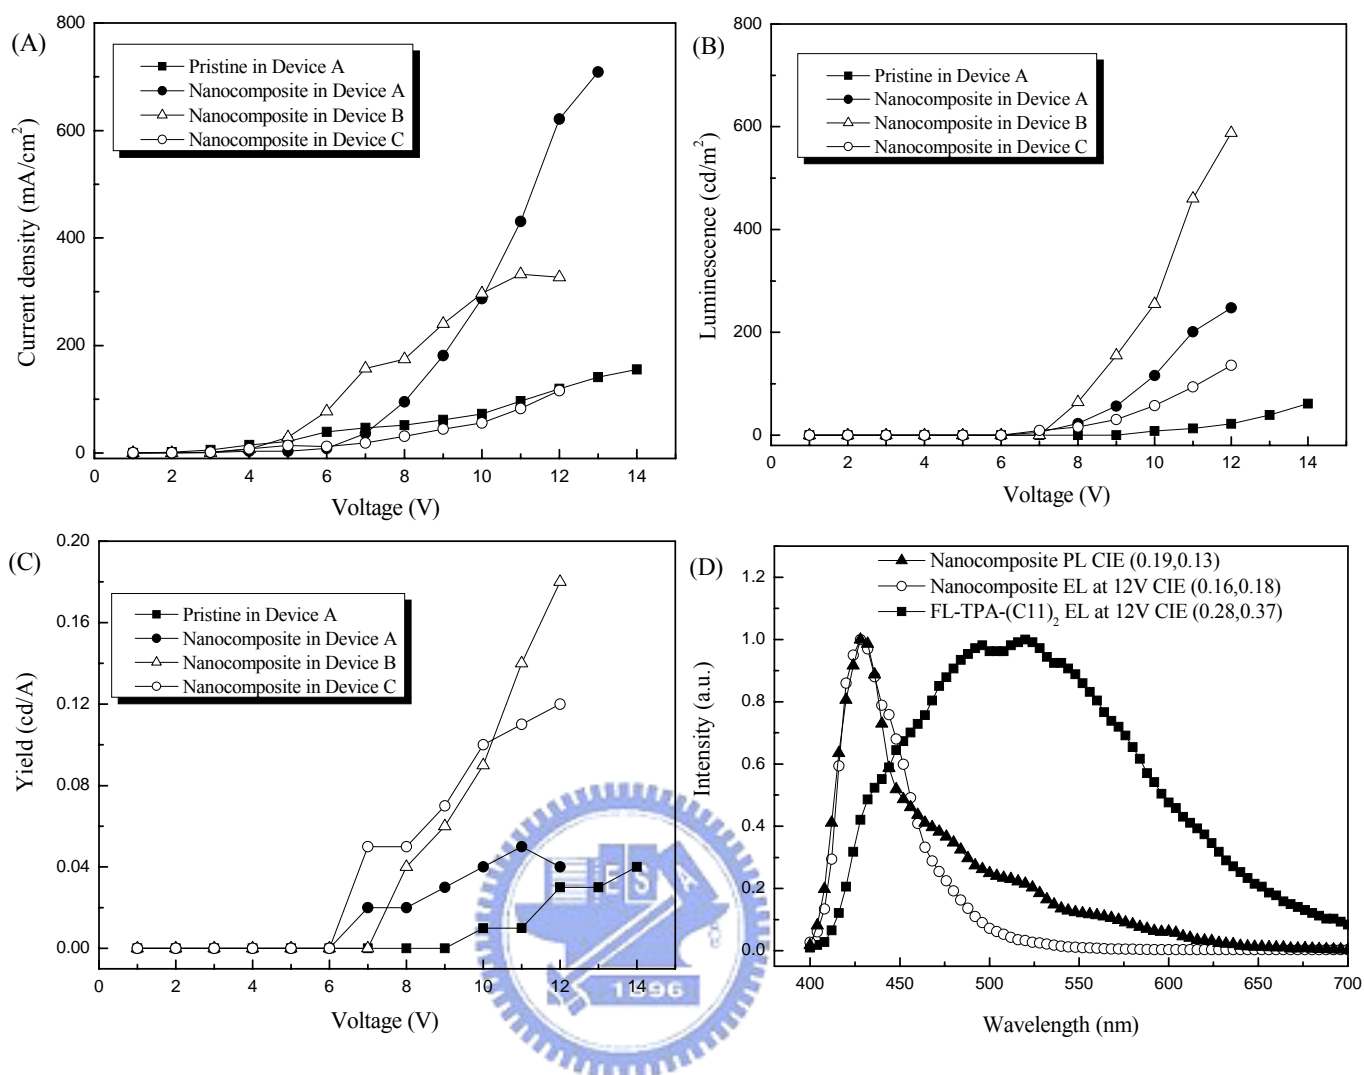 (A)
800
600
400
200
0
Current density (mA/cm²)
Pristine in Device A
Nanocomposite in Device A
Nanocomposite in Device B
Nanocomposite in Device C
0 2 4 6 8 10 12 14
Voltage (V)
(B)
800
600
400
200
0
Luminescence (cd/m²)
Pristine in Device A
Nanocomposite in Device A
Nanocomposite in Device B
Nanocomposite in Device C
0 2 4 6 8 10 12 14
Voltage (V)
(C)
0.20
0.16
0.12
0.08
0.04
0.00
Yield (cd/A)
Pristine in Device A
Nanocomposite in Device A
Nanocomposite in Device B
Nanocomposite in Device C
0 2 4 6 8 10 12 14
Voltage (V)
(D)
1.2
1.0
0.8
0.6
0.4
0.2
0.0
Intensity (a.u.)
Nanocomposite PL CIE (0.19,0.13)
Nanocomposite EL at 12V CIE (0.16,0.18)
FL-TPA-(C11)₂ EL at 12V CIE (0.28,0.37)
400 450 500 550 600 650 700
Wavelength (nm)
E S A
1896